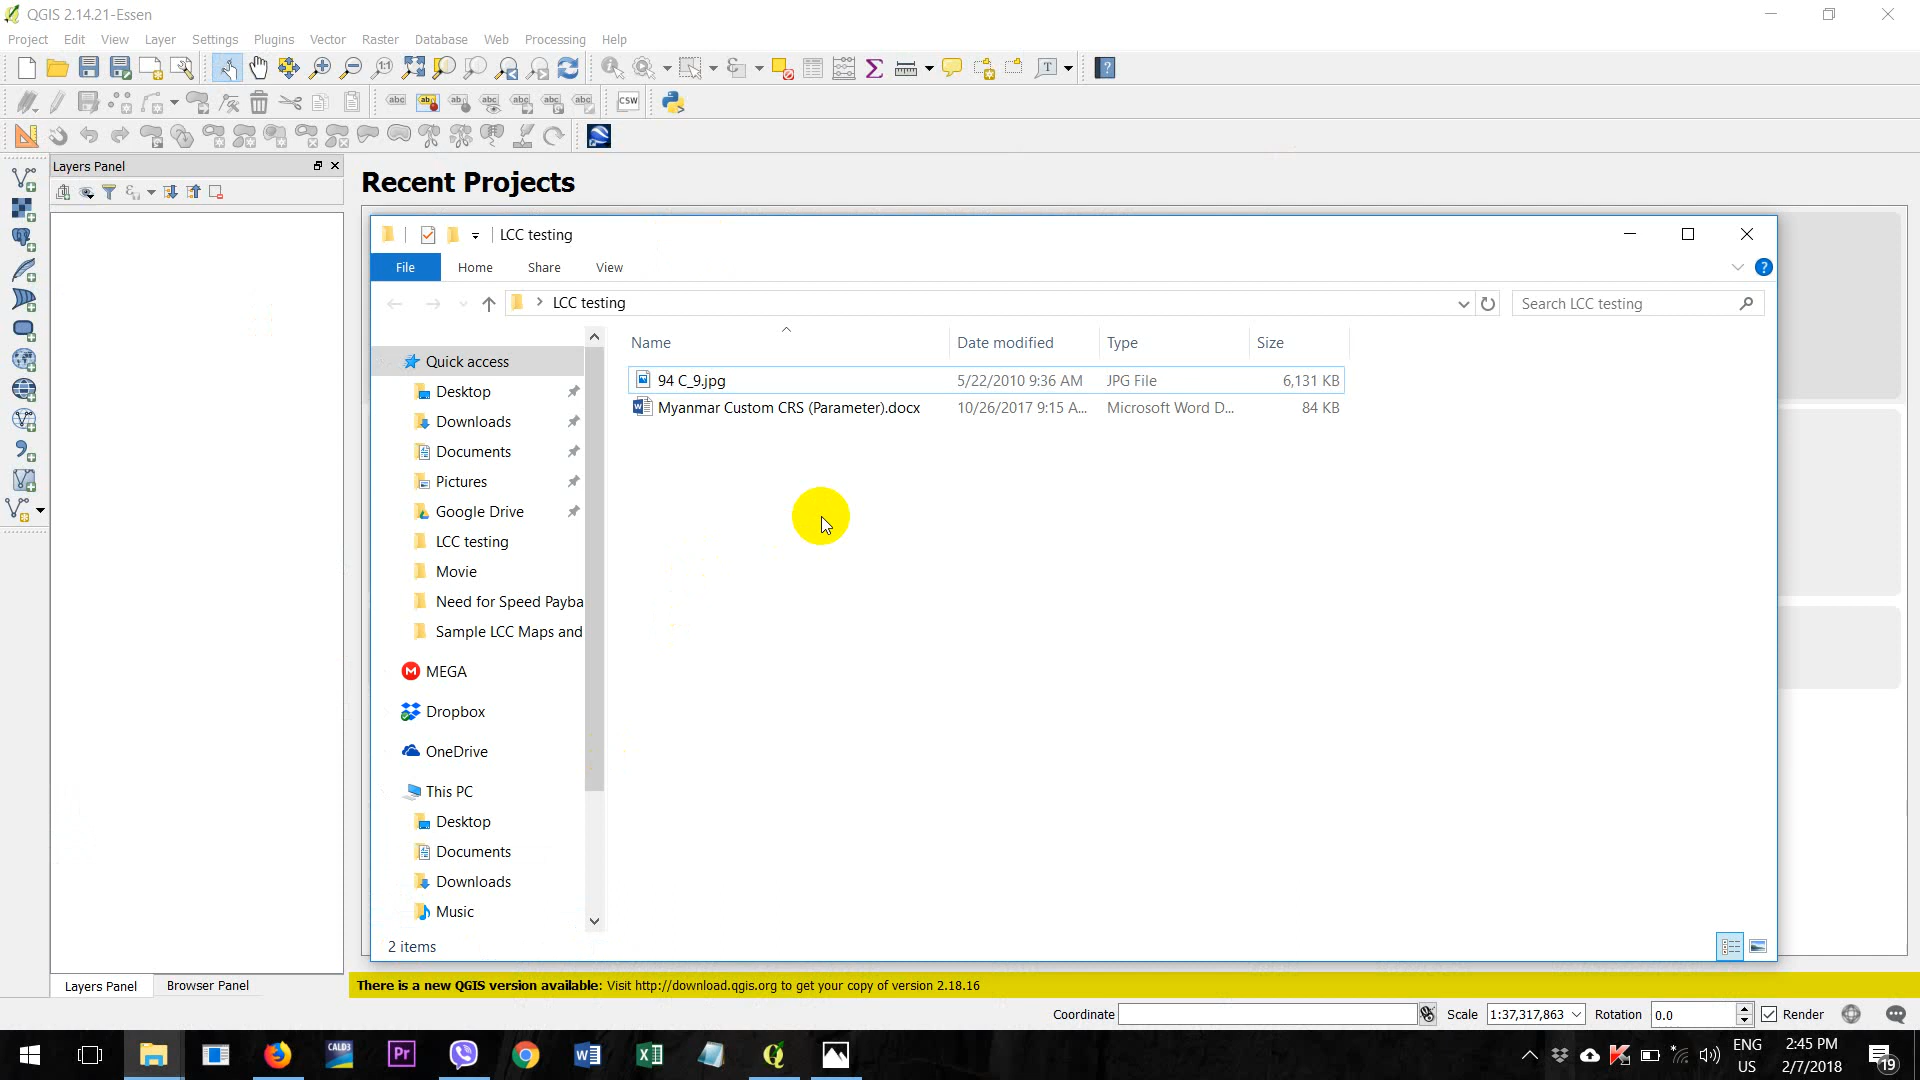 QGIS 2.14.21-Essen
Project Edit View Layer Settings Plugins Vector Raster Database Web Processing Help
CSW
Layers Panel
Recent Projects
LCC testing
File Home Share View
LCC testing
Search LCC testing
Name Date modified Type Size
94 C_9.jpg 5/22/2010 9:36 AM JPG File 6,131 KB
Myanmar Custom CRS (Parameter).docx 10/26/2017 9:15 A... Microsoft Word D... 84 KB
Quick access
Desktop
Downloads
Documents
Pictures
Google Drive
LCC testing
Movie
Need for Speed Payba
Sample LCC Maps and
MEGA
Dropbox
OneDrive
This PC
Desktop
Documents
Downloads
Music
2 items
Layers Panel Browser Panel
There is a new QGIS version available: Visit http://download.qgis.org to get your copy of version 2.18.16
Coordinate Scale 1:37,317,863 Rotation 0.0 Render
CALD3
Pr
ENG
US
2:45 PM
2/7/2018
19